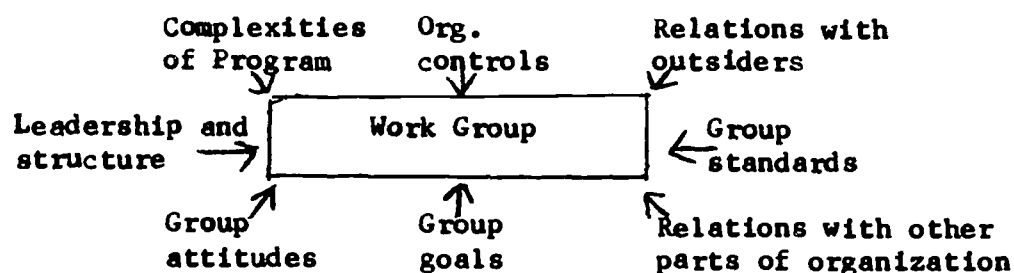 Complexities
of Program
Org.
controls
Relations with
outsiders
Leadership and
structure
Work Group
Group
standards
Group
attitudes
Group
goals
Relations with other
parts of organization